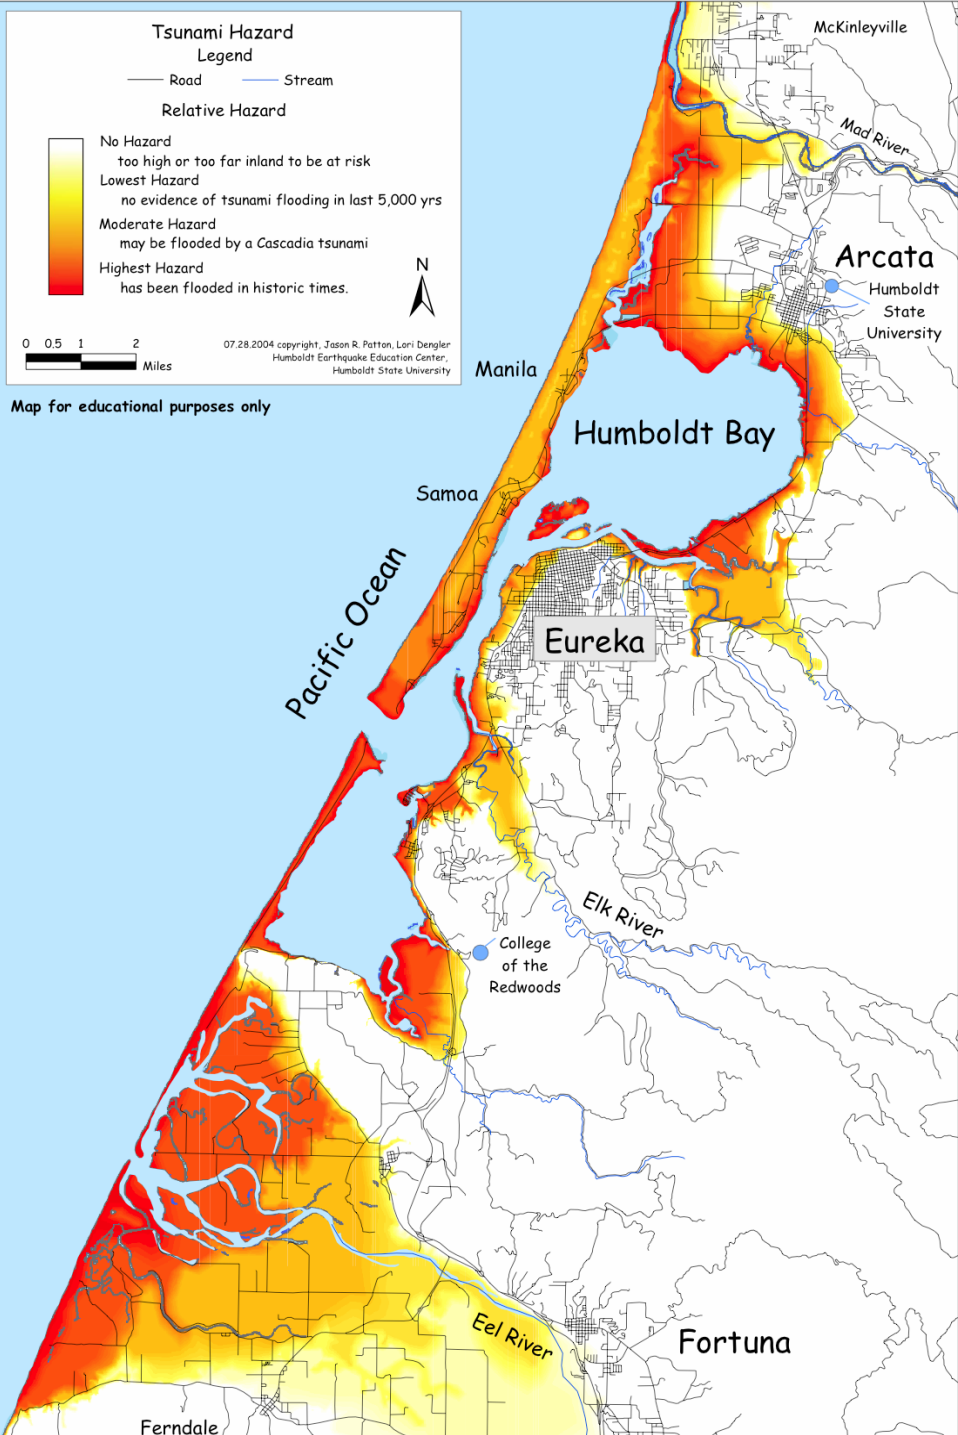 Tsunami Hazard
Legend
Road
Stream
Relative Hazard
No Hazard
too high or too far inland to be at risk
Lowest Hazard
no evidence of tsunami flooding in last 5,000 yrs
Moderate Hazard
may be flooded by a Cascadia tsunami
Highest Hazard
has been flooded in historic times.
N
0 0.5 1 2
Miles
07.28.2004 copyright, Jason R. Patton, Lori Dengler
Humboldt Earthquake Education Center,
Humboldt State University
Map for educational purposes only
McKinleyville
Mad River
Arcata
Humboldt
State
University
Manila
Humboldt Bay
Samoa
Pacific Ocean
Eureka
Elk River
College
of the
Redwoods
Eel River
Fortuna
Ferndale